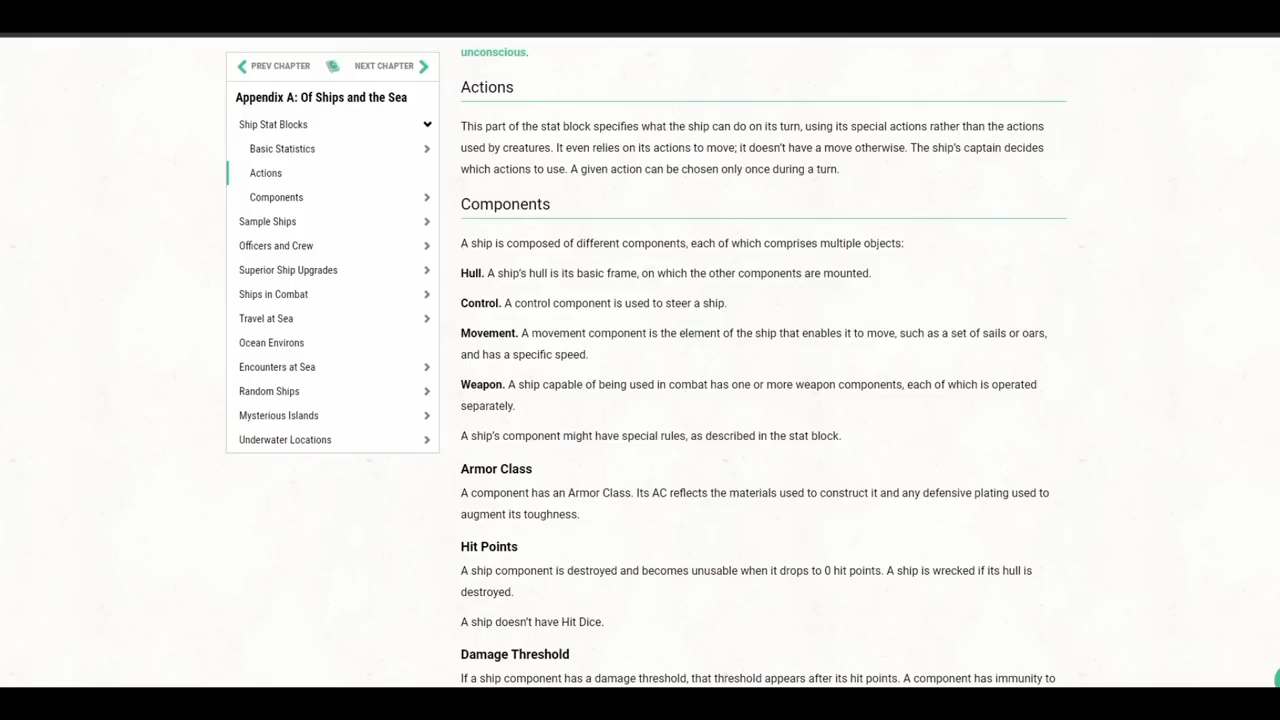 PREV CHAPTER NEXT CHAPTER
Appendix A: Of Ships and the Sea
Ship Stat Blocks
Basic Statistics
Actions
Components
Sample Ships
Officers and Crew
Superior Ship Upgrades
Ships in Combat
Travel at Sea
Ocean Environs
Encounters at Sea
Random Ships
Mysterious Islands
Underwater Locations
unconscious.
Actions
This part of the stat block specifies what the ship can do on its turn, using its special actions rather than the actions
used by creatures. It even relies on its actions to move; it doesn’t have a move otherwise. The ship’s captain decides
which actions to use. A given action can be chosen only once during a turn.
Components
A ship is composed of different components, each of which comprises multiple objects:
Hull. A ship’s hull is its basic frame, on which the other components are mounted.
Control. A control component is used to steer a ship.
Movement. A movement component is the element of the ship that enables it to move, such as a set of sails or oars,
and has a specific speed.
Weapon. A ship capable of being used in combat has one or more weapon components, each of which is operated
separately.
A ship’s component might have special rules, as described in the stat block.
Armor Class
A component has an Armor Class. Its AC reflects the materials used to construct it and any defensive plating used to
augment its toughness.
Hit Points
A ship component is destroyed and becomes unusable when it drops to 0 hit points. A ship is wrecked if its hull is
destroyed.
A ship doesn’t have Hit Dice.
Damage Threshold
If a ship component has a damage threshold, that threshold appears after its hit points. A component has immunity to